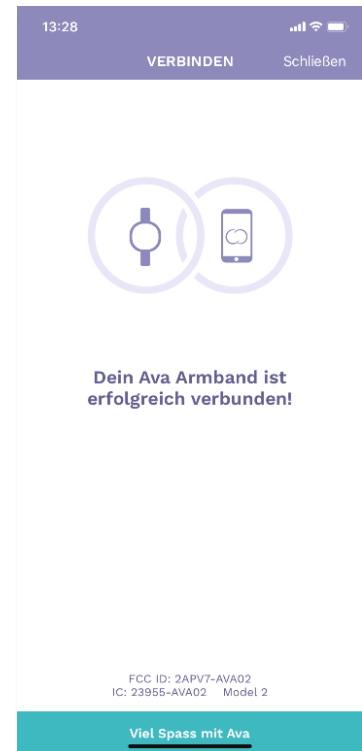 13:28
VERBINDEN Schließen
Dein Ava Armband ist
erfolgreich verbunden!
FCC ID: 2APV7-AVA02
IC: 23955-AVA02 Model 2
Viel Spass mit Ava